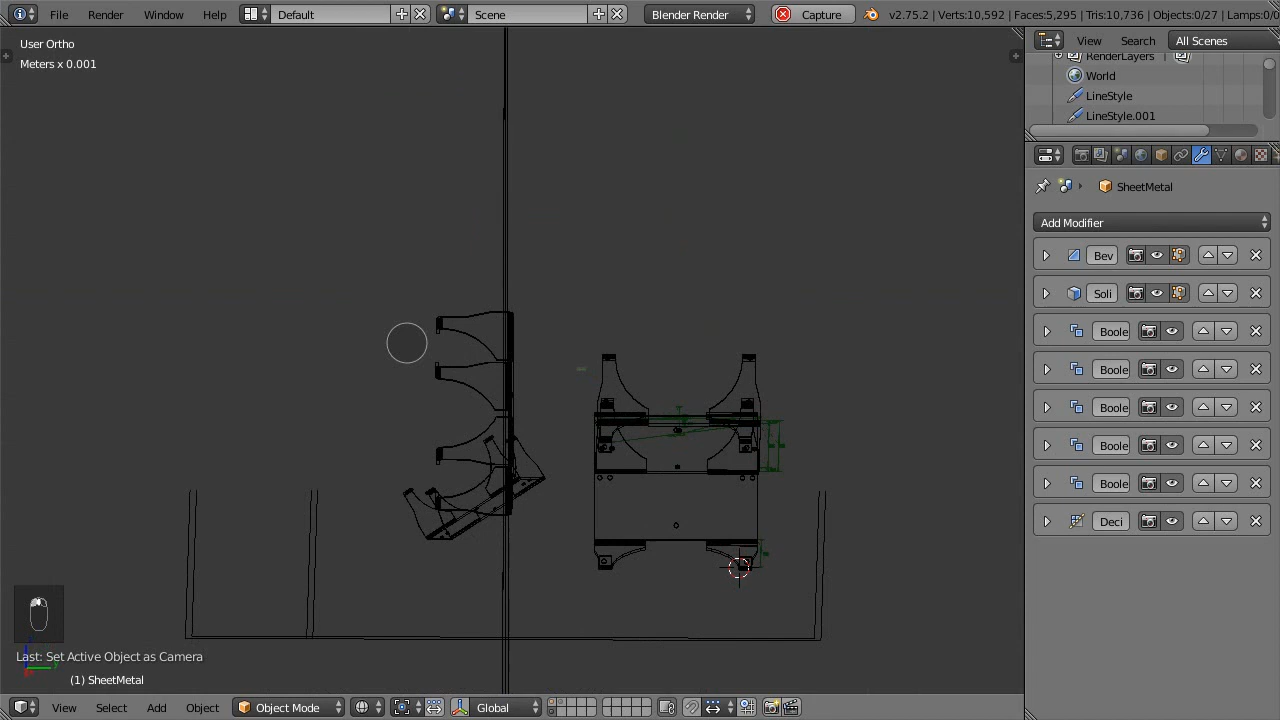 File Render Window Help Default Scene Blender Render Capture v2.75.2 | Verts:10,592 | Faces:5,295 | Tris:10,736 | Objects:0/27 | Lamps:0/0
User Ortho
Meters x 0.001
View Search All Scenes
RenderLayers
World
LineStyle
LineStyle.001
SheetMetal
Add Modifier
Bev
Soli
Boole
Boole
Boole
Boole
Boole
Deci
Last: Set Active Object as Camera
(1) SheetMetal
View Select Add Object Object Mode Global